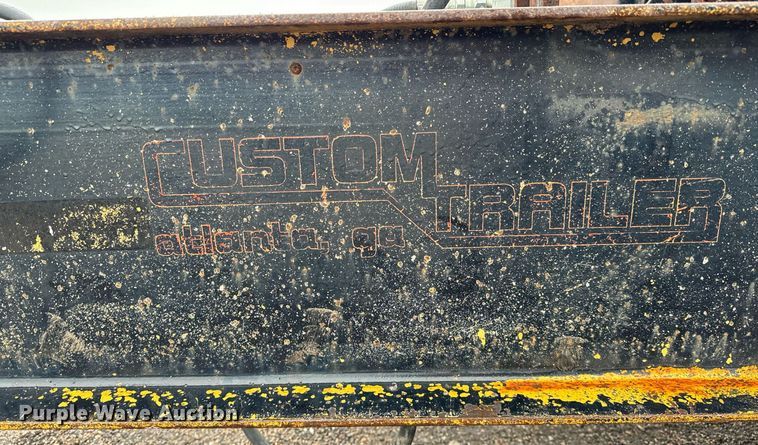 CUSTOM
TRAILER
atlanta, ga
Purple Wave Auction